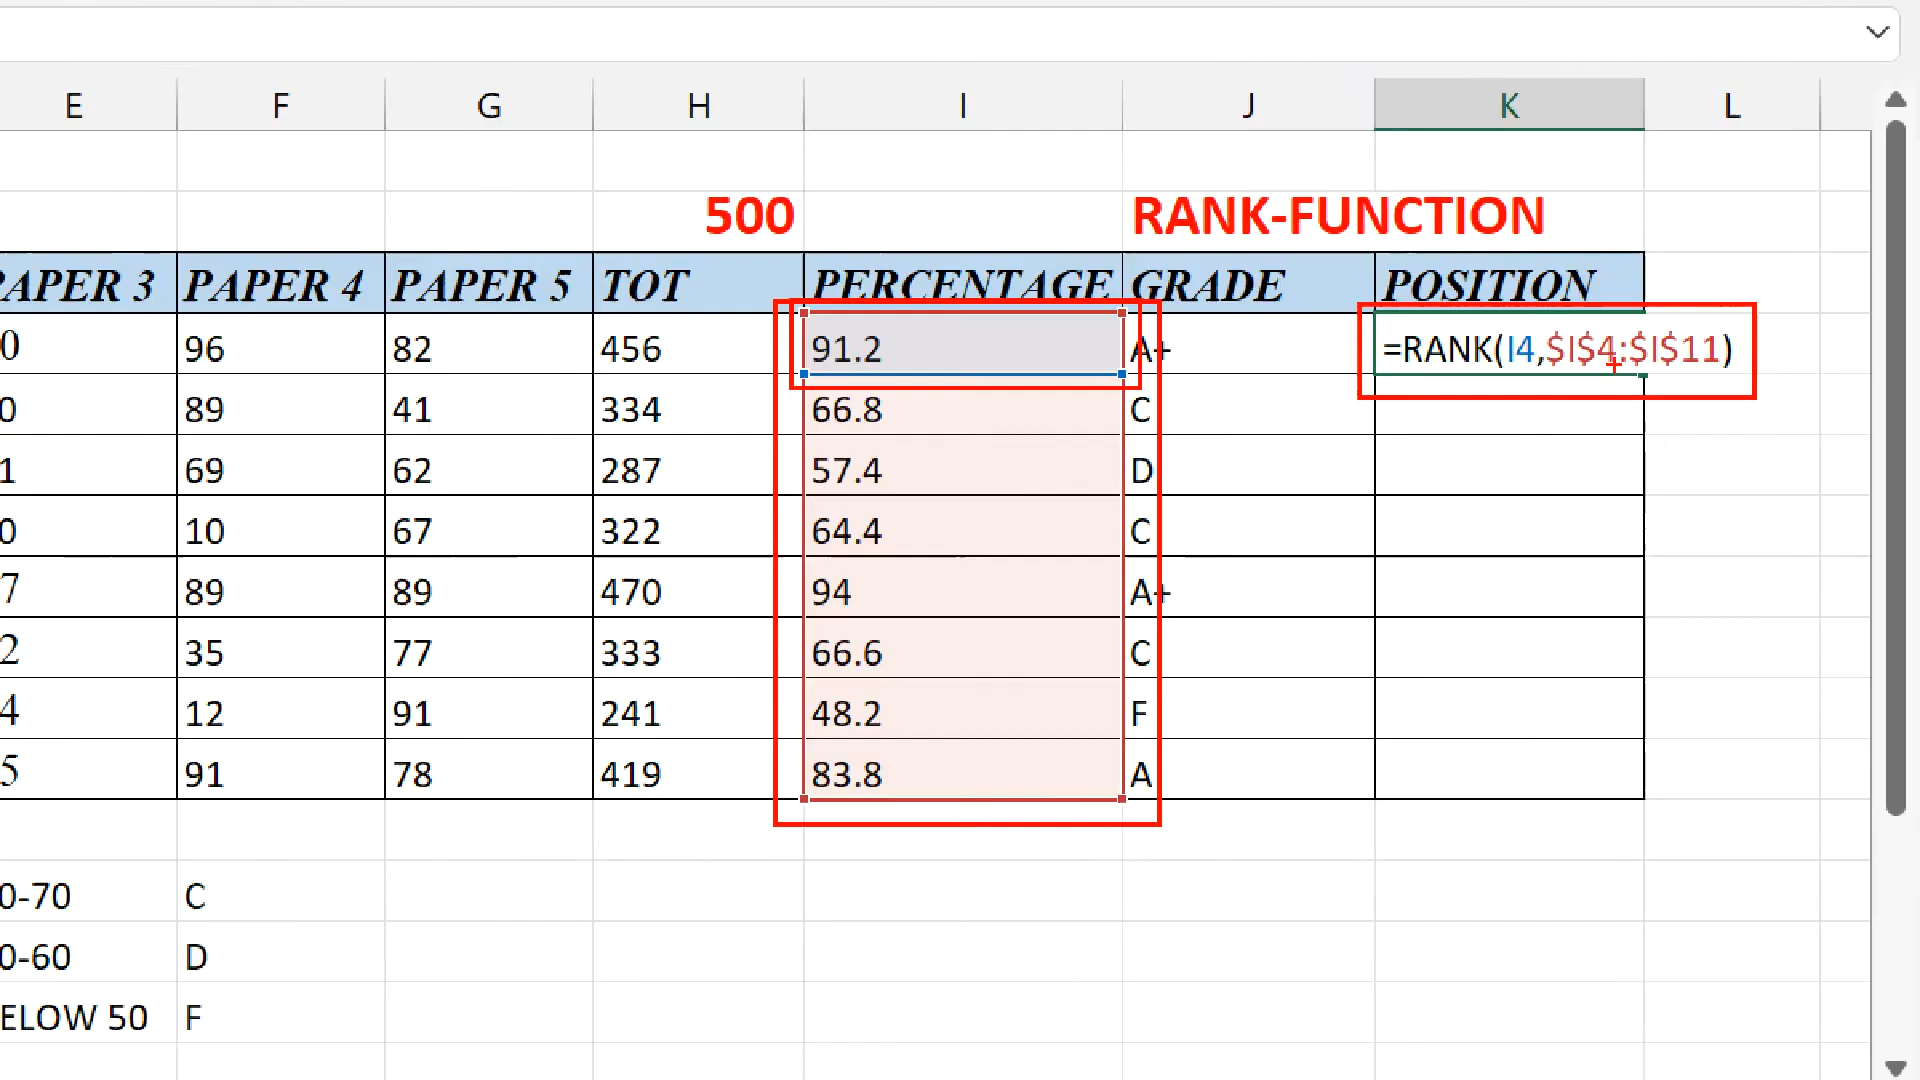 E F G H I J K L
500 RANK-FUNCTION
PAPER 3 PAPER 4 PAPER 5 TOT PERCENTAGE GRADE POSITION
0 96 82 456 91.2 A+ =RANK(I4,$I$4:$I$11)
0 89 41 334 66.8 C
1 69 62 287 57.4 D
0 10 67 322 64.4 C
7 89 89 470 94 A+
2 35 77 333 66.6 C
4 12 91 241 48.2 F
5 91 78 419 83.8 A
0-70 C
0-60 D
ELOW 50 F